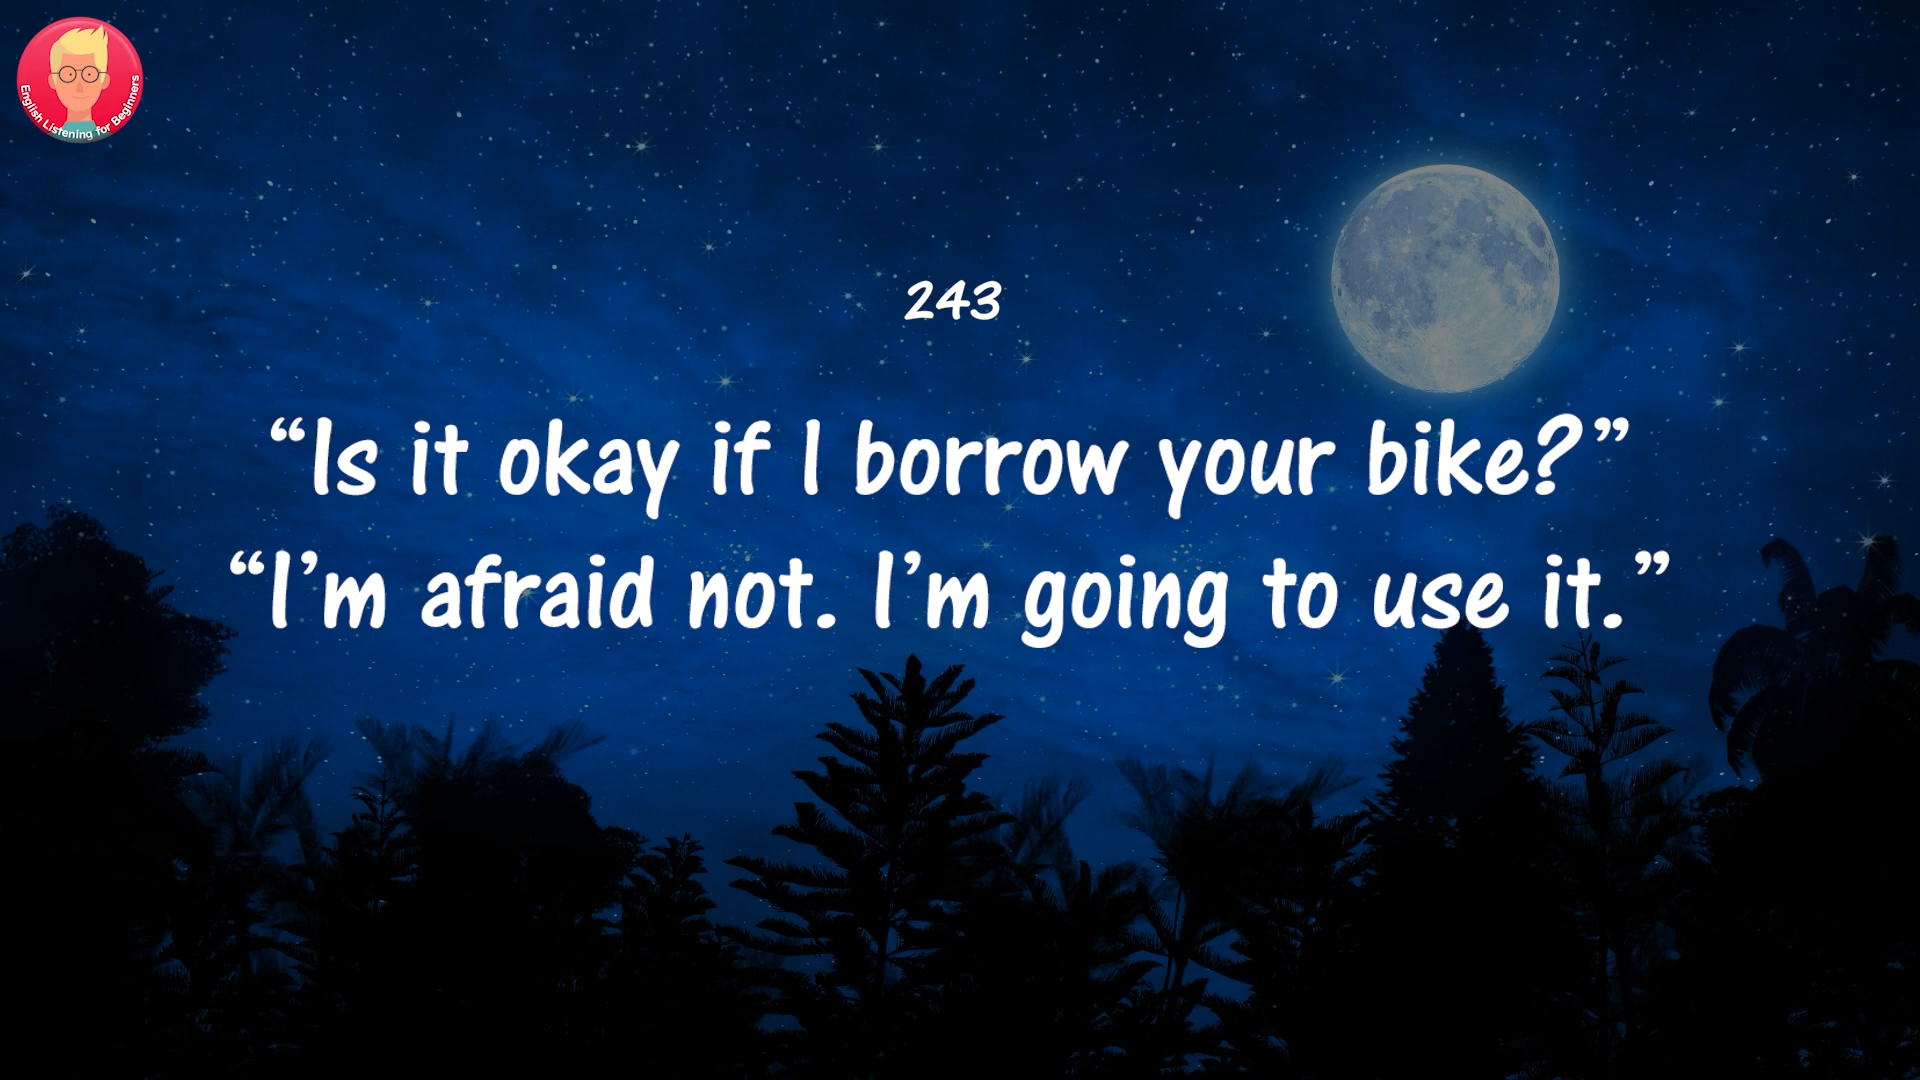 English Listening for Beginners
243
“Is it okay if I borrow your bike?”
“I’m afraid not. I’m going to use it.”